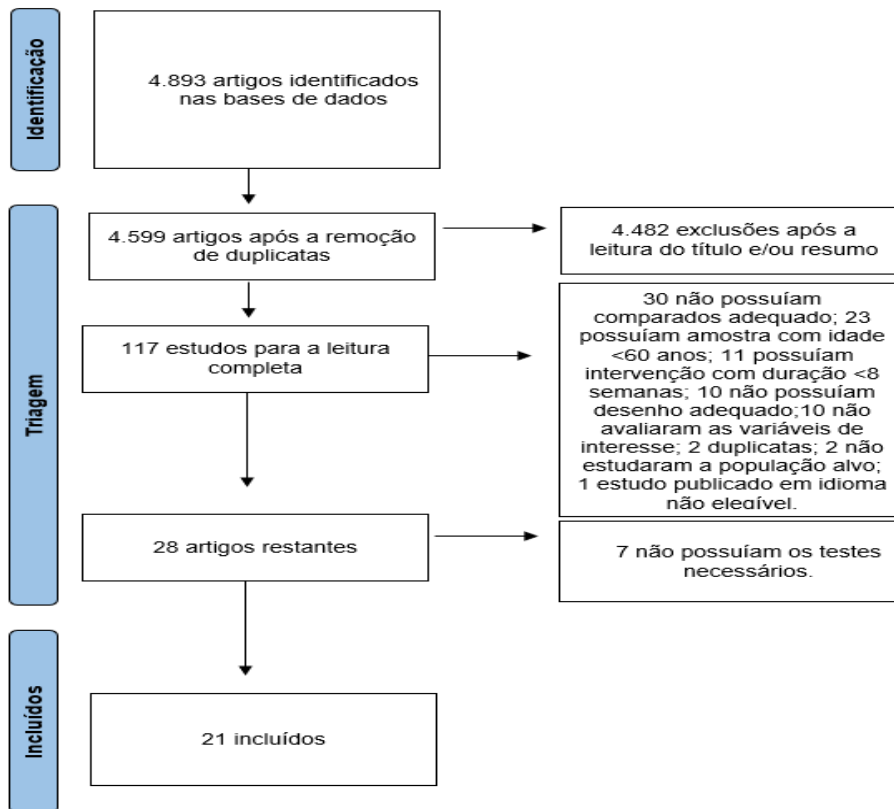 Identificação
4.893 artigos identificados
nas bases de dados
Triagem
4.599 artigos após a remoção
de duplicatas
4.482 exclusões após a
leitura do título e/ou resumo
117 estudos para a leitura
completa
30 não possuíam
comparados adequado; 23
possuíam amostra com idade
<60 anos; 11 possuíam
intervenção com duração <8
semanas; 10 não possuíam
desenho adequado;10 não
avaliaram as variáveis de
interesse; 2 duplicatas; 2 não
estudaram a população alvo;
1 estudo publicado em idioma
não elegível.
28 artigos restantes
7 não possuíam os testes
necessários.
Incluídos
21 incluídos